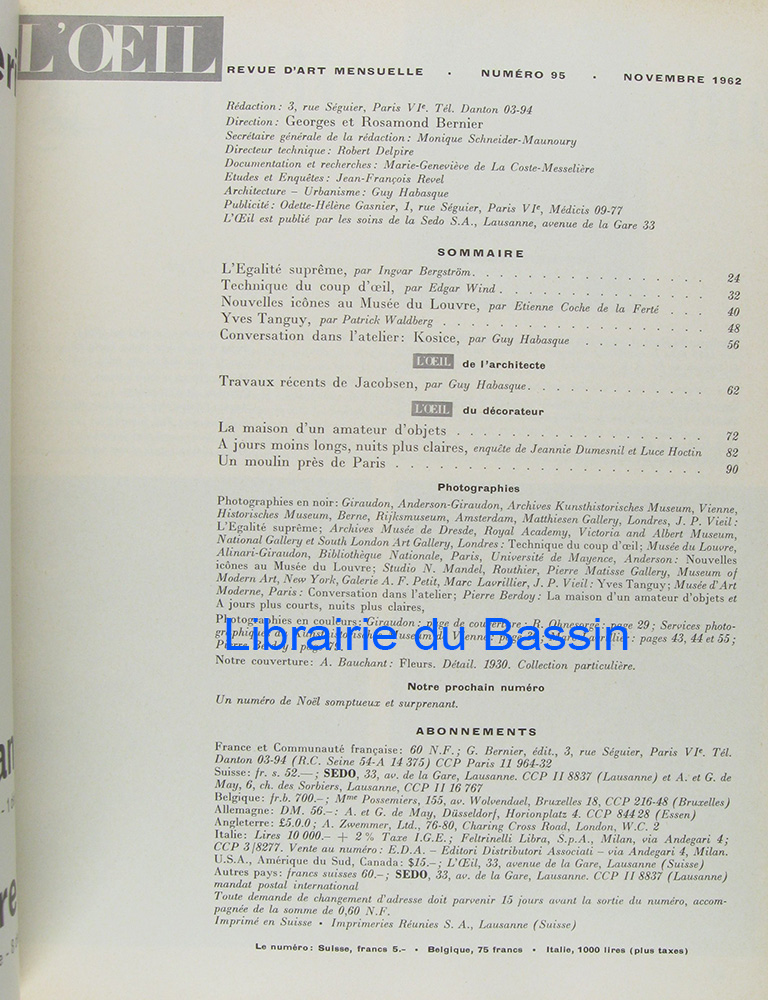 L'ŒIL
REVUE D'ART MENSUELLE • NUMÉRO 95 • NOVEMBRE 1962
Rédaction: 3, rue Séguier, Paris VIe. Tél. Danton 03-94
Direction: Georges et Rosamond Bernier
Secrétaire générale de la rédaction: Monique Schneider-Maunoury
Directeur technique: Robert Delpire
Documentation et recherches: Marie-Geneviève de La Coste-Messelière
Etudes et Enquêtes: Jean-François Revel
Architecture – Urbanisme: Guy Habasque
Publicité: Odette-Hélène Gasnier, 1, rue Séguier, Paris VIe, Médicis 09-77
L'Œil est publié par les soins de la Sedo S.A., Lausanne, avenue de la Gare 33
SOMMAIRE
L'Egalité suprême, par Ingvar Bergström. 24
Technique du coup d'œil, par Edgar Wind. 32
Nouvelles icônes au Musée du Louvre, par Etienne Coche de la Ferté 40
Yves Tanguy, par Patrick Waldberg 48
Conversation dans l'atelier: Kosice, par Guy Habasque 56
L'ŒIL de l'architecte
Travaux récents de Jacobsen, par Guy Habasque. 62
L'ŒIL du décorateur
La maison d'un amateur d'objets 72
A jours moins longs, nuits plus claires, enquête de Jeannie Dumesnil et Luce Hoctin 82
Un moulin près de Paris 90
Photographies
Photographies en noir: Giraudon, Anderson-Giraudon, Archives Kunsthistorisches Museum, Vienne,
Historisches Museum, Berne, Rijksmuseum, Amsterdam, Matthiesen Gallery, Londres, J. P. Vieil:
L'Egalité suprême; Archives Musée de Dresde, Royal Academy, Victoria and Albert Museum,
National Gallery et South London Art Gallery, Londres: Technique du coup d'œil; Musée du Louvre,
Alinari-Giraudon, Bibliothèque Nationale, Paris, Université de Mayence, Anderson: Nouvelles
icônes au Musée du Louvre; Studio N. Mandel, Routhier, Pierre Matisse Gallery, Museum of
Modern Art, New York, Galerie A. F. Petit, Marc Lavrillier, J. P. Vieil: Yves Tanguy; Musée d'Art
Moderne, Paris: Conversation dans l'atelier; Pierre Berdoy: La maison d'un amateur d'objets et
A jours plus courts, nuits plus claires,
Photographies en couleurs: Giraudon: page de couverture; R. Ohnesorge: page 29; Services photo-
Librairie du Bassin
pages 43, 44 et 55;
Notre couverture: A. Bauchant: Fleurs. Détail. 1930. Collection particulière.
Notre prochain numéro
Un numéro de Noël somptueux et surprenant.
ABONNEMENTS
France et Communauté française: 60 N.F.; G. Bernier, édit., 3, rue Séguier, Paris VIe. Tél.
Danton 03-94 (R.C. Seine 54-A 14 375) CCP Paris 11 964-32
Suisse: fr. s. 52.—; SEDO, 33, av. de la Gare, Lausanne. CCP II 8837 (Lausanne) et A. et G. de
May, 6, ch. des Sorbiers, Lausanne, CCP II 16 767
Belgique: fr.b. 700.–; Mme Possemiers, 155, av. Wolvendael, Bruxelles 18, CCP 216-48 (Bruxelles)
Allemagne: DM. 56.–: A. et G. de May, Düsseldorf, Horionplatz 4. CCP 844 28 (Essen)
Angleterre: £5.0.0; A. Zwemmer, Ltd., 76-80, Charing Cross Road, London, W.C. 2
Italie: Lires 10 000.– + 2% Taxe I.G.E.; Feltrinelli Libra, S.p.A., Milan, via Andegari 4;
CCP 3/8277. Vente au numéro: E.D.A. – Editori Distributori Associati – via Andegari 4, Milan.
U.S.A., Amérique du Sud, Canada: $15.–; L'Œil, 33, avenue de la Gare, Lausanne (Suisse)
Autres pays: francs suisses 60.–; SEDO, 33, av. de la Gare, Lausanne. CCP II 8837 (Lausanne)
mandat postal international
Toute demande de changement d'adresse doit parvenir 15 jours avant la sortie du numéro, accom-
pagnée de la somme de 0,60 N.F.
Imprimé en Suisse • Imprimeries Réunies S. A., Lausanne (Suisse)
Le numéro: Suisse, francs 5.- • Belgique, 75 francs • Italie, 1000 lires (plus taxes)